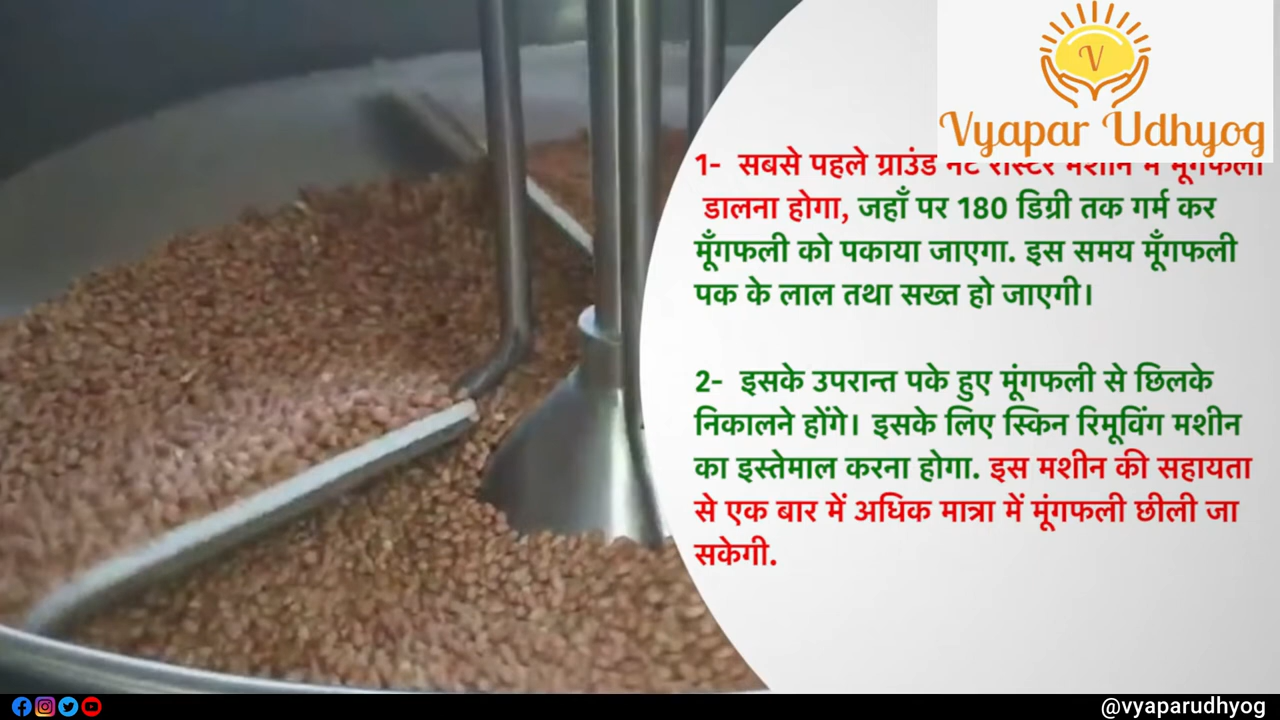 V
Vyapar Udhyog
1- सबसे पहले ग्राउंड नट रोस्टर मशीन में मूंगफली
डालना होगा, जहाँ पर 180 डिग्री तक गर्म कर
मूँगफली को पकाया जाएगा. इस समय मूँगफली
पक के लाल तथा सख्त हो जाएगी।
2- इसके उपरान्त पके हुए मूंगफली से छिलके
निकालने होंगे। इसके लिए स्किन रिमूविंग मशीन
का इस्तेमाल करना होगा. इस मशीन की सहायता
से एक बार में अधिक मात्रा में मूंगफली छीली जा
सकेगी.
@vyaparudhyog